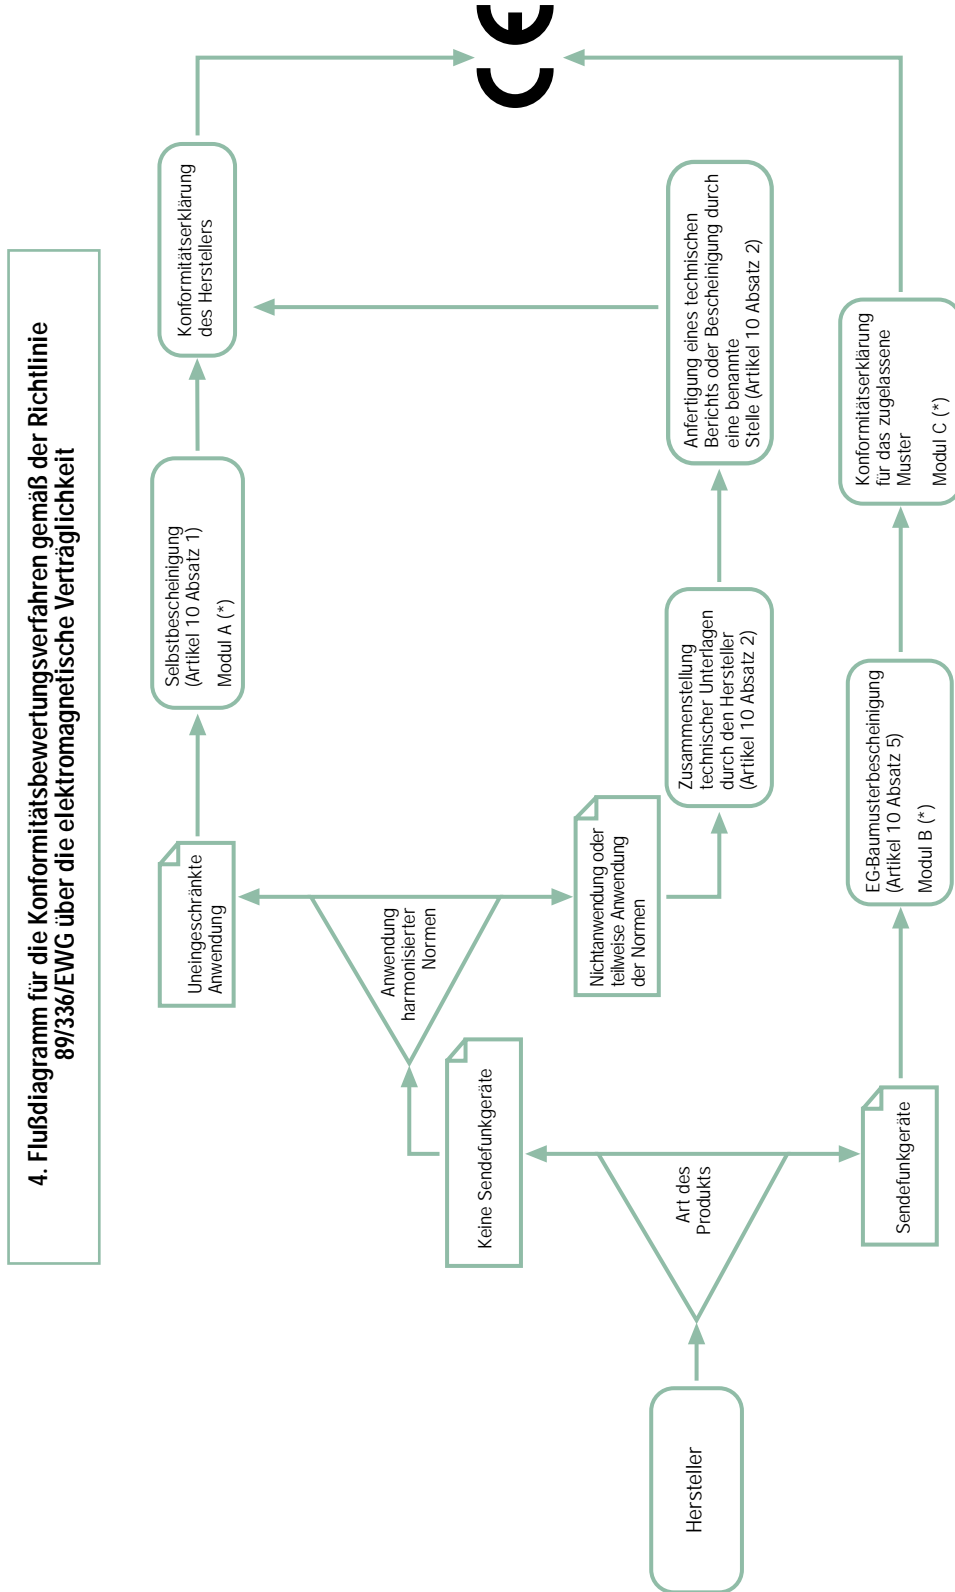 4. Flußdiagramm für die Konformitätsbewertungsverfahren gemäß der Richtlinie
89/336/EWG über die elektromagnetische Verträglichkeit
Hersteller
Art des
Produkts
Keine Sendefunkgeräte
Sendefunkgeräte
Anwendung
harmonisierter
Normen
Uneingeschränkte
Anwendung
Nichtanwendung oder
teilweise Anwendung
der Normen
Selbstbescheinigung
(Artikel 10 Absatz 1)
Modul A (*)
Zusammenstellung
technischer Unterlagen
durch den Hersteller
(Artikel 10 Absatz 2)
EG-Baumusterbescheinigung
(Artikel 10 Absatz 5)
Modul B (*)
Konformitätserklärung
des Herstellers
Anfertigung eines technischen
Berichts oder Bescheinigung durch
eine benannte
Stelle (Artikel 10 Absatz 2)
Konformitätserklärung
für das zugelassene
Muster
Modul C (*)
CE